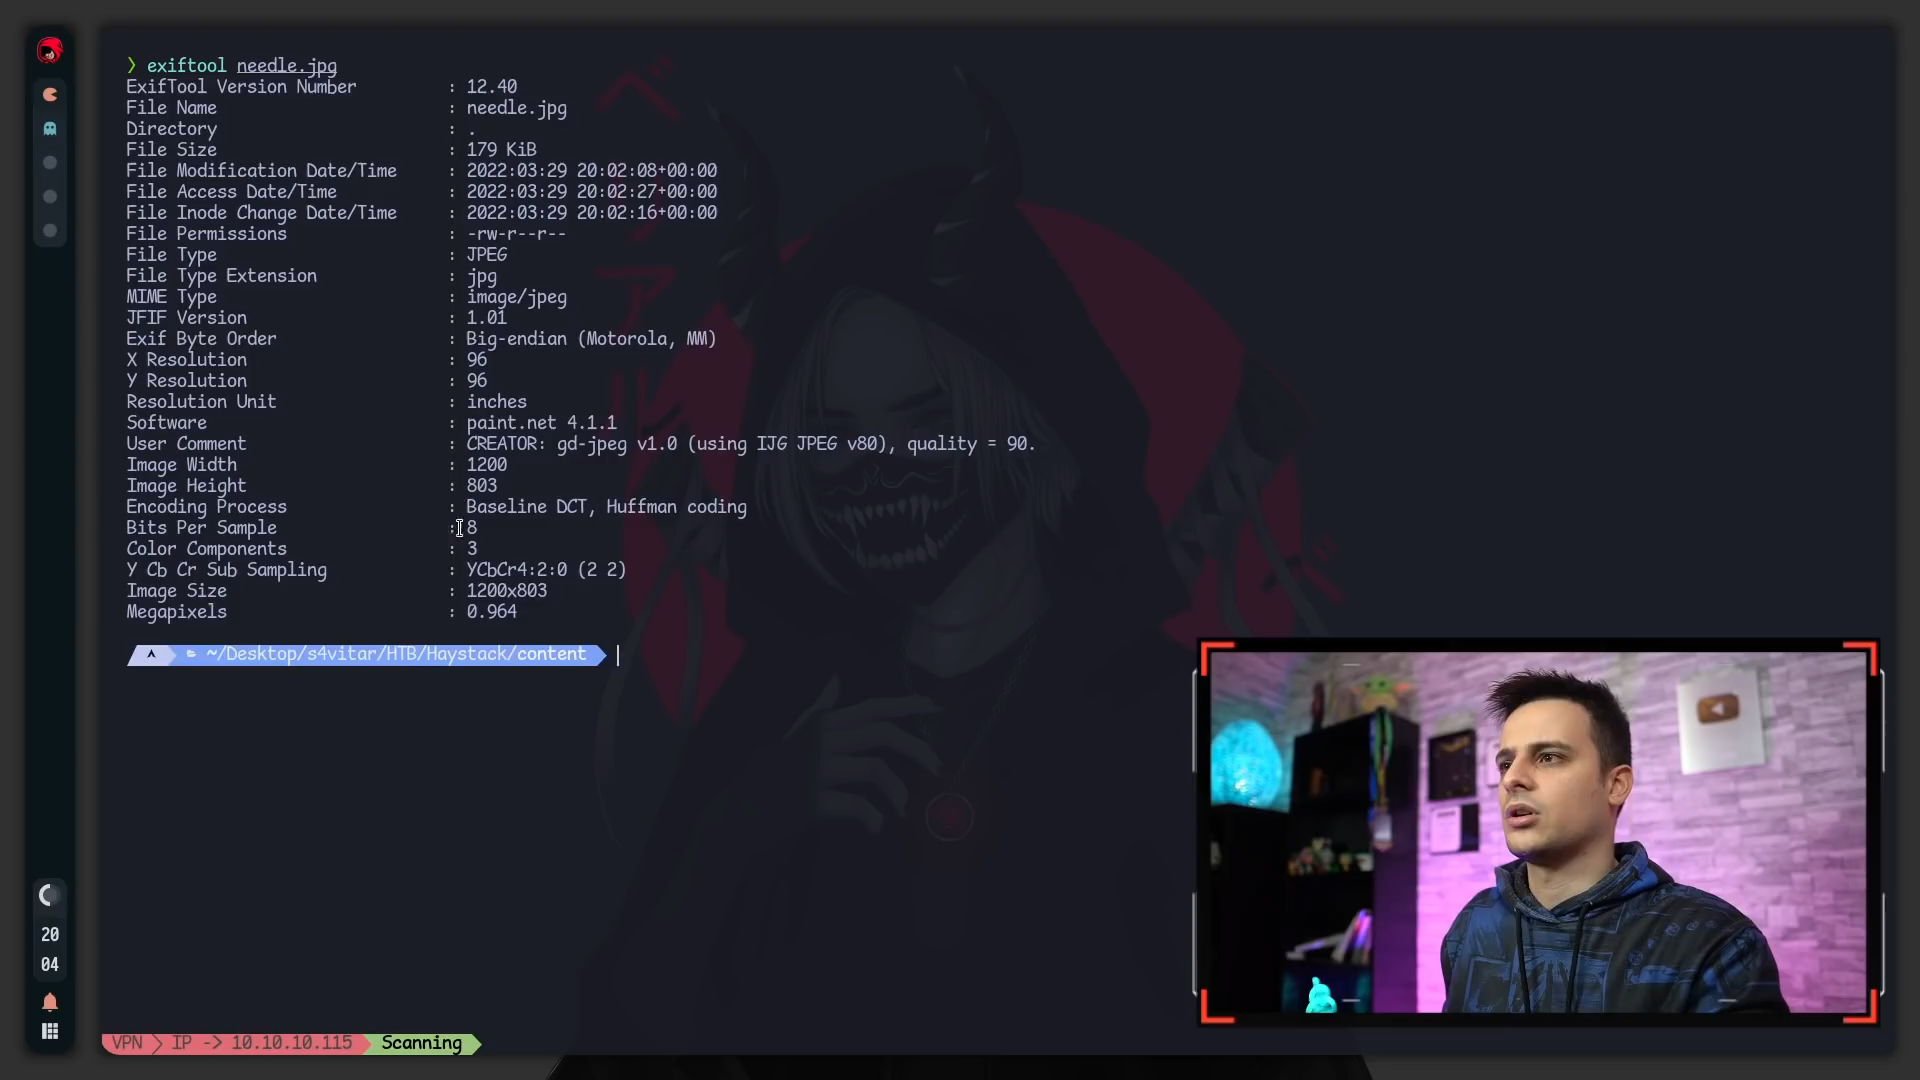 ❯ exiftool needle.jpg
ExifTool Version Number : 12.40
File Name : needle.jpg
Directory : .
File Size : 179 KiB
File Modification Date/Time : 2022:03:29 20:02:08+00:00
File Access Date/Time : 2022:03:29 20:02:27+00:00
File Inode Change Date/Time : 2022:03:29 20:02:16+00:00
File Permissions : -rw-r--r--
File Type : JPEG
File Type Extension : jpg
MIME Type : image/jpeg
JFIF Version : 1.01
Exif Byte Order : Big-endian (Motorola, MM)
X Resolution : 96
Y Resolution : 96
Resolution Unit : inches
Software : paint.net 4.1.1
User Comment : CREATOR: gd-jpeg v1.0 (using IJG JPEG v80), quality = 90.
Image Width : 1200
Image Height : 803
Encoding Process : Baseline DCT, Huffman coding
Bits Per Sample : 8
Color Components : 3
Y Cb Cr Sub Sampling : YCbCr4:2:0 (2 2)
Image Size : 1200x803
Megapixels : 0.964
~/Desktop/s4vitar/HTB/Haystack/content
20
04
VPN IP -> 10.10.10.115 Scanning